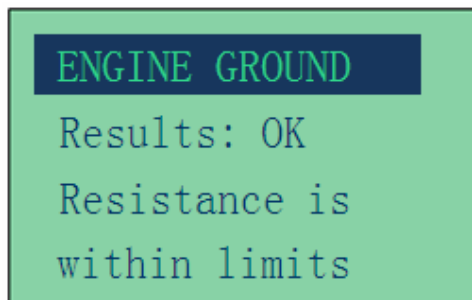 ENGINE GROUND
Results: OK
Resistance is
within limits